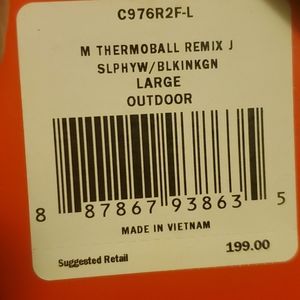 C976R2F-L
M THERMOBALL REMIX J
SLPHYW/BLKINKGN
LARGE
OUTDOOR
8 87867 93863 5
MADE IN VIETNAM
Suggested Retail 199.00